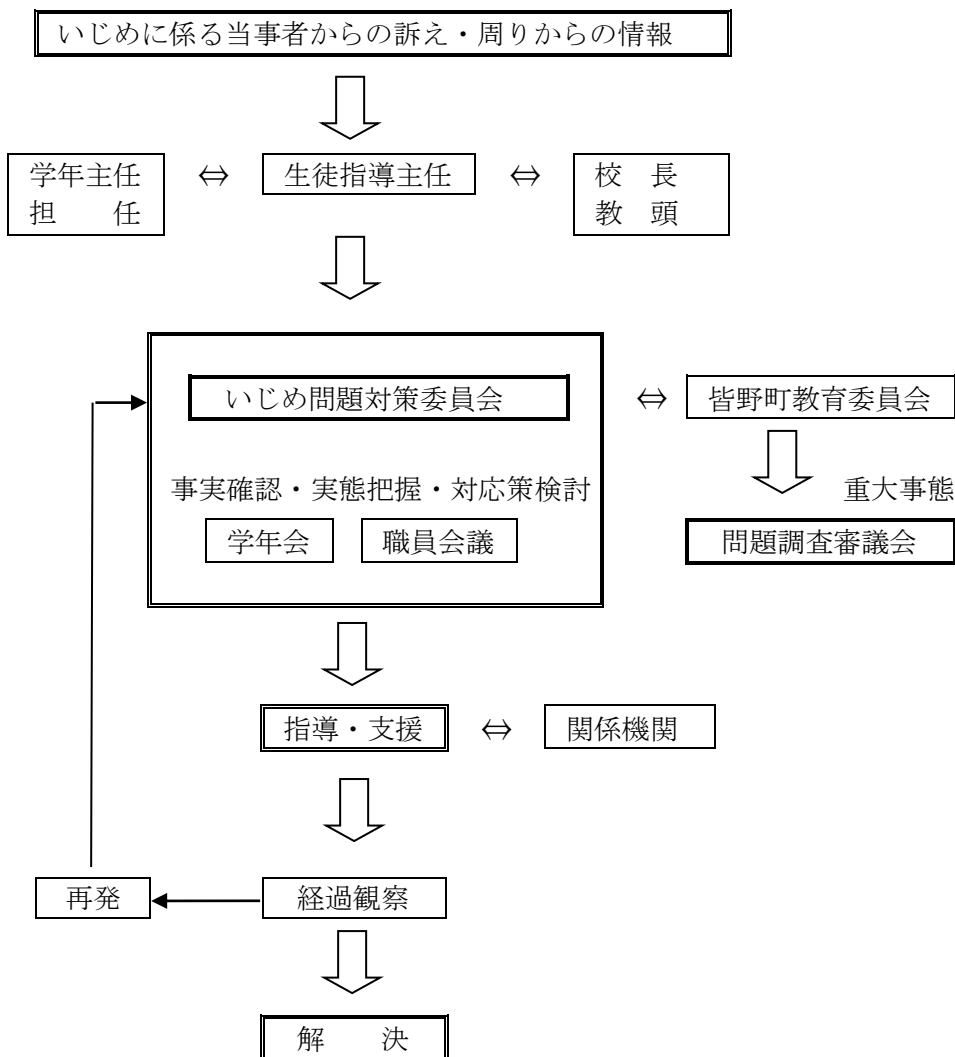 いじめに係る当事者からの訴え・周りからの情報
学年主任 ⇔ 生徒指導主任 ⇔ 校　長
担　　任 教　頭
いじめ問題対策委員会 ⇔ 皆野町教育委員会
事実確認・実態把握・対応策検討 重大事態
学年会 職員会議 問題調査審議会
指導・支援 ⇔ 関係機関
再発 経過観察
解　　決